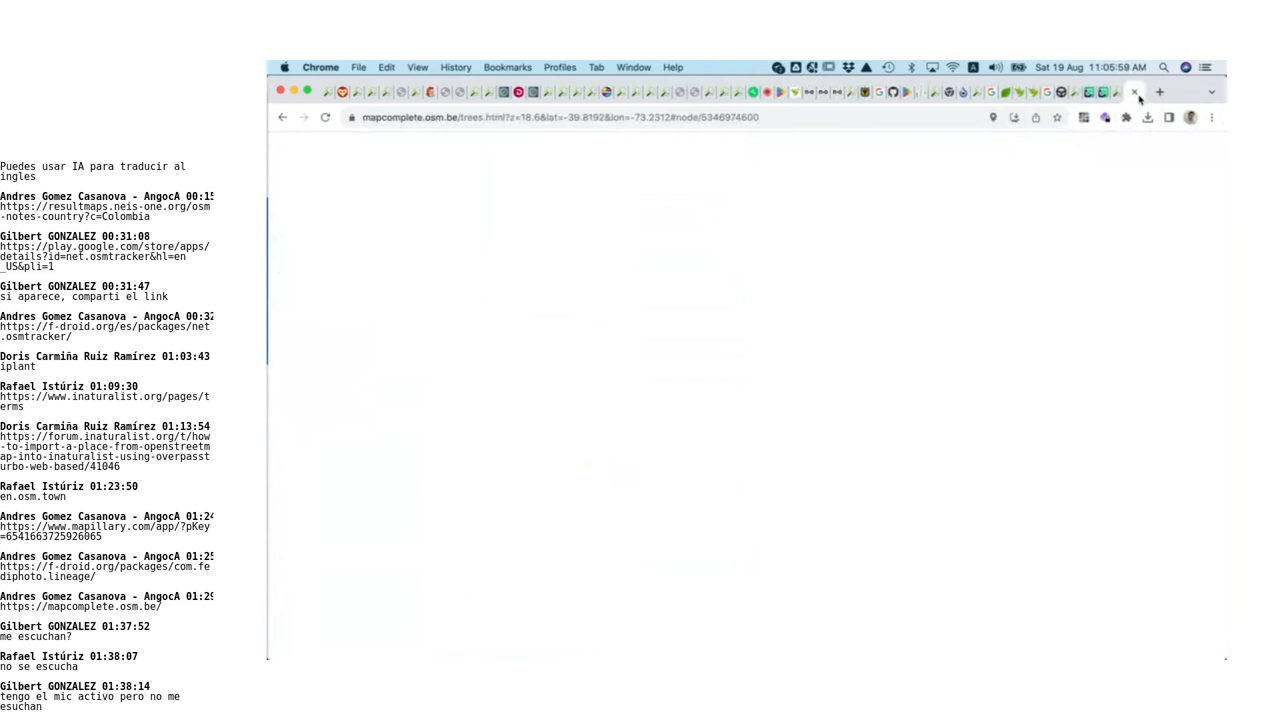 Puedes usar IA para traducir al
ingles
Andres Gomez Casanova - AngocA 00:15
https://resultmaps.neis-one.org/osm
-notes-country?c=Colombia
Gilbert GONZALEZ 00:31:08
https://play.google.com/store/apps/
details?id=net.osmtracker&hl=en
_US&pli=1
Gilbert GONZALEZ 00:31:47
si aparece, comparti el link
Andres Gomez Casanova - AngocA 00:32
https://f-droid.org/es/packages/net
.osmtracker/
Doris Carmiña Ruiz Ramírez 01:03:43
iplant
Rafael Istúriz 01:09:30
https://www.inaturalist.org/pages/t
erms
Doris Carmiña Ruiz Ramírez 01:13:54
https://forum.inaturalist.org/t/how
-to-import-a-place-from-openstreetm
ap-into-inaturalist-using-overpasst
urbo-web-based/41046
Rafael Istúriz 01:23:50
en.osm.town
Andres Gomez Casanova - AngocA 01:24
https://www.mapillary.com/app/?pKey
=6541663725926065
Andres Gomez Casanova - AngocA 01:25
https://f-droid.org/packages/com.fe
diphoto.lineage/
Andres Gomez Casanova - AngocA 01:29
https://mapcomplete.osm.be/
Gilbert GONZALEZ 01:37:52
me escuchan?
Rafael Istúriz 01:38:07
no se escucha
Gilbert GONZALEZ 01:38:14
tengo el mic activo pero no me
esuchan
Chrome File Edit View History Bookmarks Profiles Tab Window Help Sat 19 Aug 11:05:59 AM
mapcomplete.osm.be/trees.html?z=18.6&lat=-39.8192&lon=-73.2312#node/5346974600